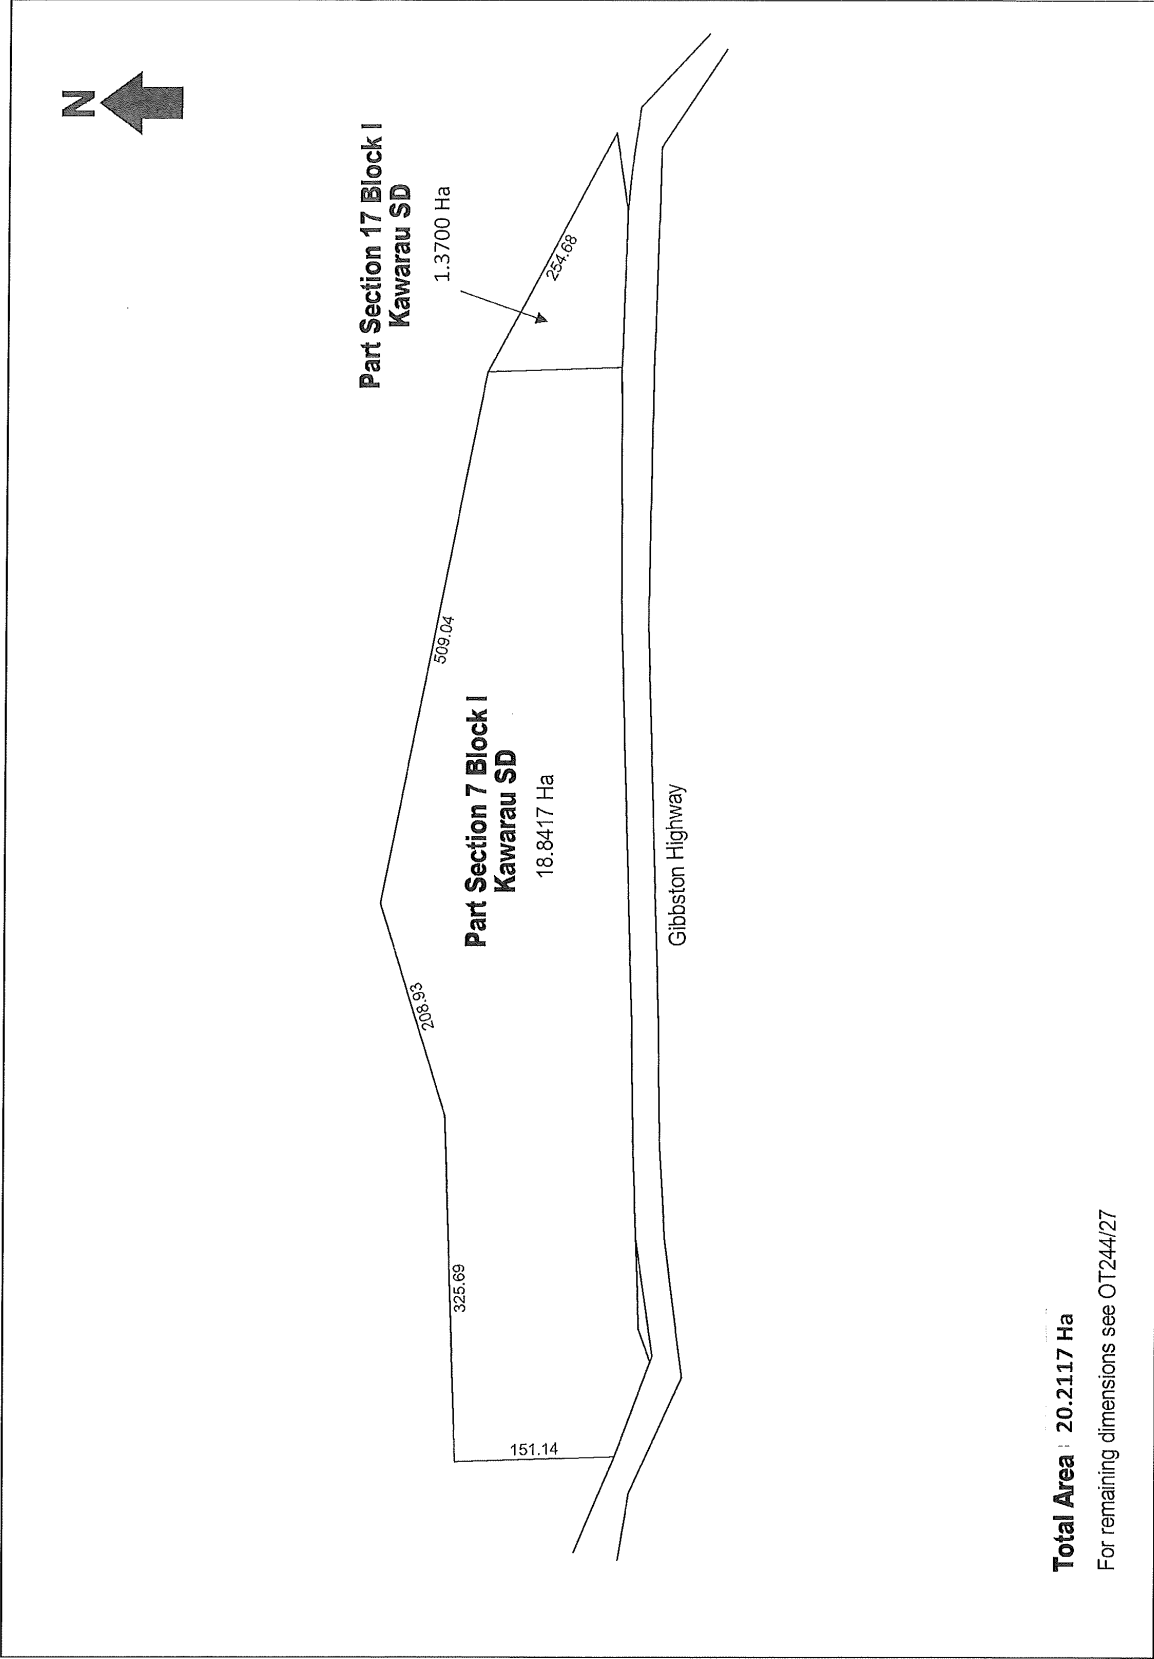 N
Part Section 17 Block I
Kawarau SD
1.3700 Ha
254.68
509.04
208.93
325.69
151.14
Part Section 7 Block I
Kawarau SD
18.8417 Ha
Gibbston Highway
Total Area : 20.2117 Ha
For remaining dimensions see OT244/27